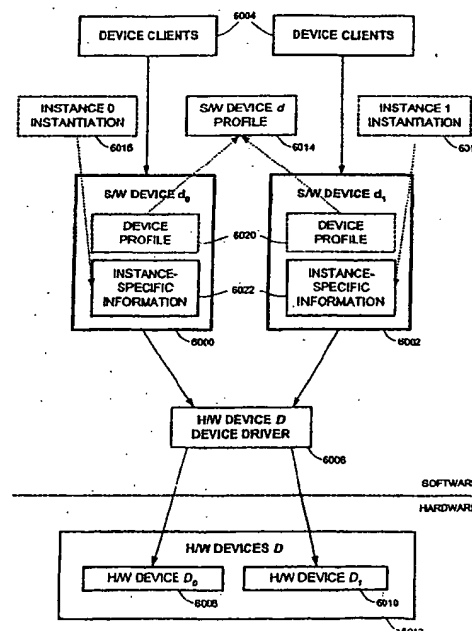 DEVICE CLIENTS
6004
DEVICE CLIENTS
INSTANCE 0
INSTANTIATION
6016
S/W DEVICE d
PROFILE
6014
INSTANCE 1
INSTANTIATION
S/W DEVICE d0
DEVICE
PROFILE
INSTANCE-
SPECIFIC
INFORMATION
6000
6020
6022
S/W DEVICE d1
DEVICE
PROFILE
INSTANCE-
SPECIFIC
INFORMATION
6002
H/W DEVICE D
DEVICE DRIVER
6006
SOFTWARE
HARDWARE
H/W DEVICES D
H/W DEVICE D0
6008
H/W DEVICE D1
6010